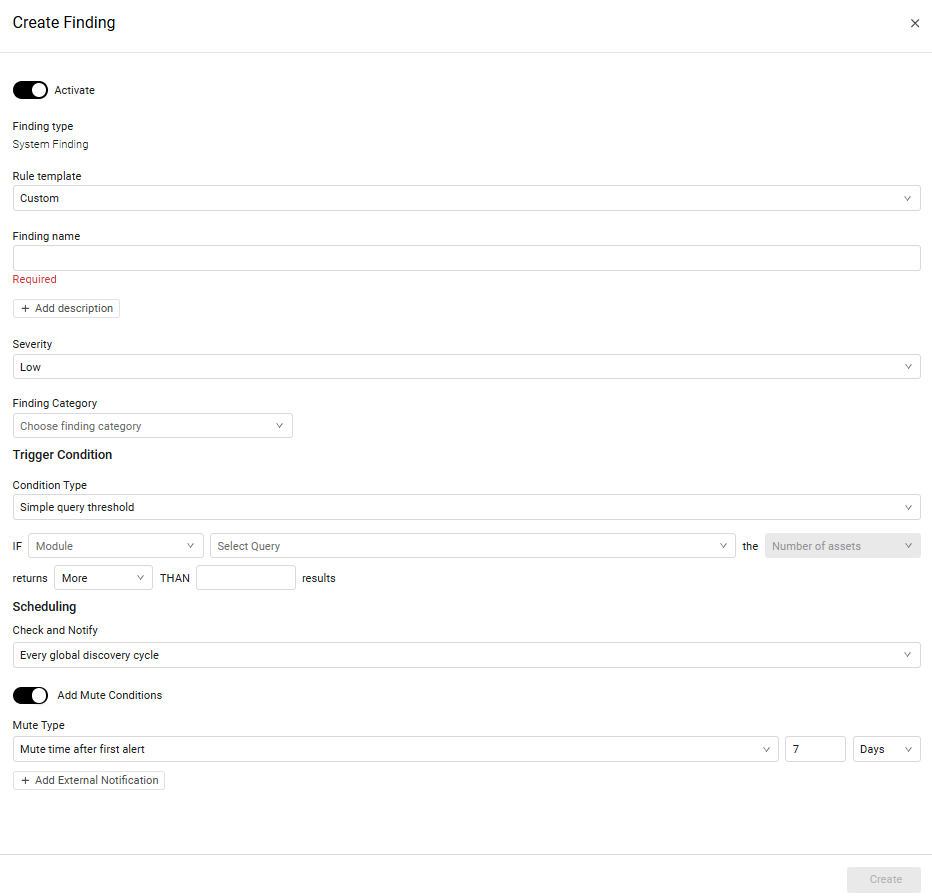 Create Finding
Activate
Finding type
System Finding
Rule template
Custom
Finding name
Required
+ Add description
Severity
Low
Finding Category
Choose finding category
Trigger Condition
Condition Type
Simple query threshold
IF Module Select Query the Number of assets
returns More THAN results
Scheduling
Check and Notify
Every global discovery cycle
Add Mute Conditions
Mute Type
Mute time after first alert 7 Days
+ Add External Notification
Create